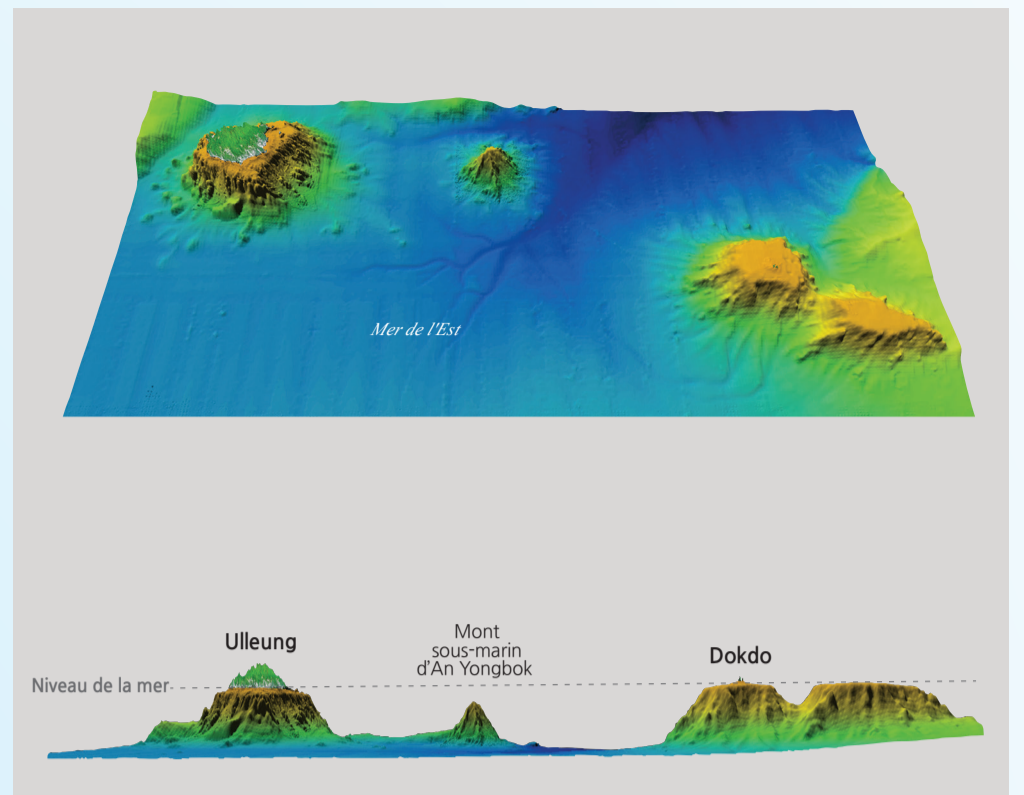 Mer de l'Est
Ulleung
Mont
sous-marin
d'An Yongbok
Dokdo
Niveau de la mer